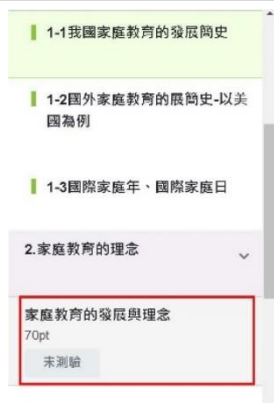 1-1我國家庭教育的發展簡史
1-2國外家庭教育的展簡史-以美
國為例
1-3國際家庭年、國際家庭日
2.家庭教育的理念
家庭教育的發展與理念
70pt
未測驗